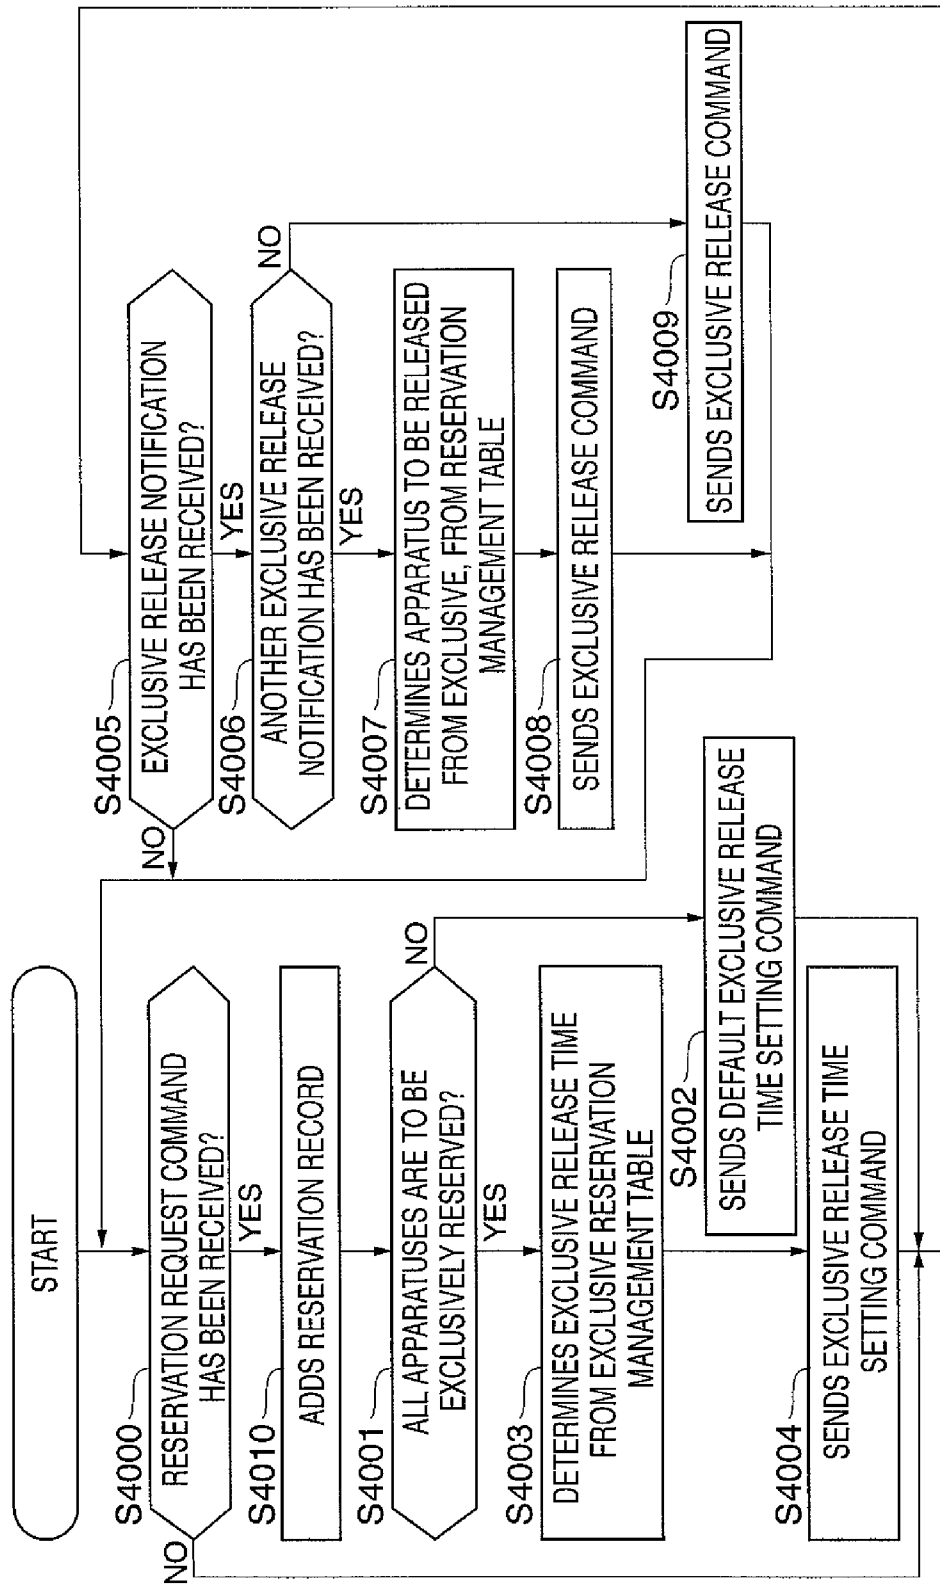 START
S4000
RESERVATION REQUEST COMMAND
HAS BEEN RECEIVED?
NO
YES
S4010
ADDS RESERVATION RECORD
S4001
ALL APPARATUSES ARE TO BE
EXCLUSIVELY RESERVED?
NO
YES
S4003
DETERMINES EXCLUSIVE RELEASE TIME
FROM EXCLUSIVE RESERVATION
MANAGEMENT TABLE
S4002
SENDS DEFAULT EXCLUSIVE RELEASE
TIME SETTING COMMAND
S4004
SENDS EXCLUSIVE RELEASE TIME
SETTING COMMAND
S4005
EXCLUSIVE RELEASE NOTIFICATION
HAS BEEN RECEIVED?
NO
YES
S4006
ANOTHER EXCLUSIVE RELEASE
NOTIFICATION HAS BEEN RECEIVED?
NO
YES
S4007
DETERMINES APPARATUS TO BE RELEASED
FROM EXCLUSIVE, FROM RESERVATION
MANAGEMENT TABLE
S4008
SENDS EXCLUSIVE RELEASE COMMAND
S4009
SENDS EXCLUSIVE RELEASE COMMAND